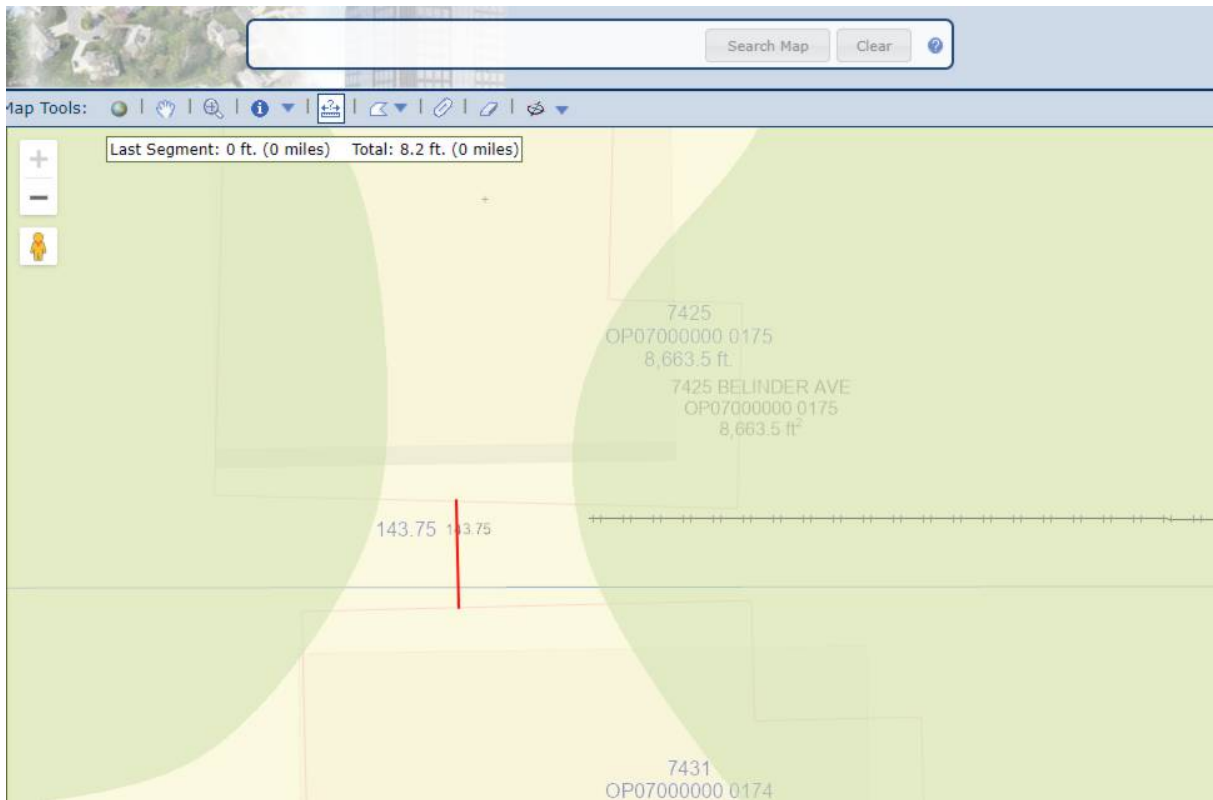 Search Map Clear ?
Map Tools:
Last Segment: 0 ft. (0 miles) Total: 8.2 ft. (0 miles)
7425
OP07000000 0175
8,663.5 ft.
7425 BELINDER AVE
OP07000000 0175
8,663.5 ft²
143.75 143.75
7431
OP07000000 0174